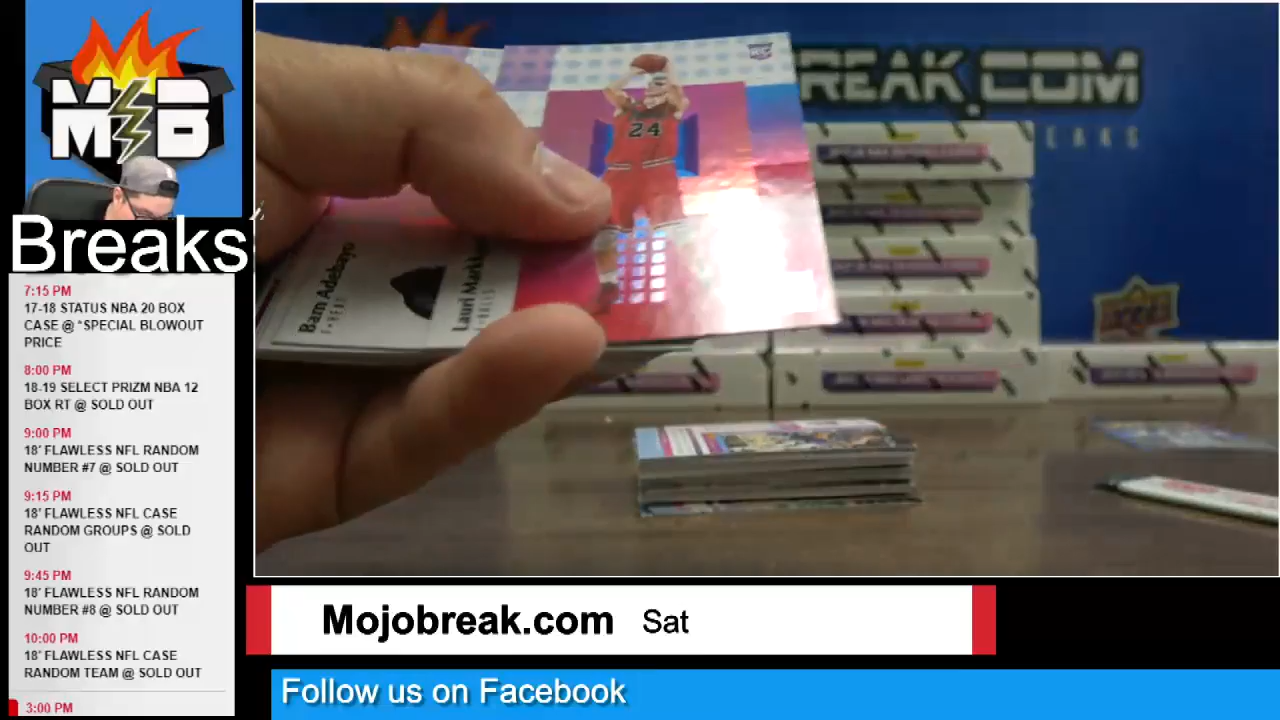 M B
M B
Breaks
7:15 PM
17-18 STATUS NBA 20 BOX
CASE @ *SPECIAL BLOWOUT
PRICE
8:00 PM
18-19 SELECT PRIZM NBA 12
BOX RT @ SOLD OUT
9:00 PM
18' FLAWLESS NFL RANDOM
NUMBER #7 @ SOLD OUT
9:15 PM
18' FLAWLESS NFL CASE
RANDOM GROUPS @ SOLD
OUT
9:45 PM
18' FLAWLESS NFL RANDOM
NUMBER #8 @ SOLD OUT
10:00 PM
18' FLAWLESS NFL CASE
RANDOM TEAM @ SOLD OUT
3:00 PM
RC
24
Bam Adebayo
Lauri Markk
BREAK.COM
EAKS
Mojobreak.com Sat
Follow us on Facebook